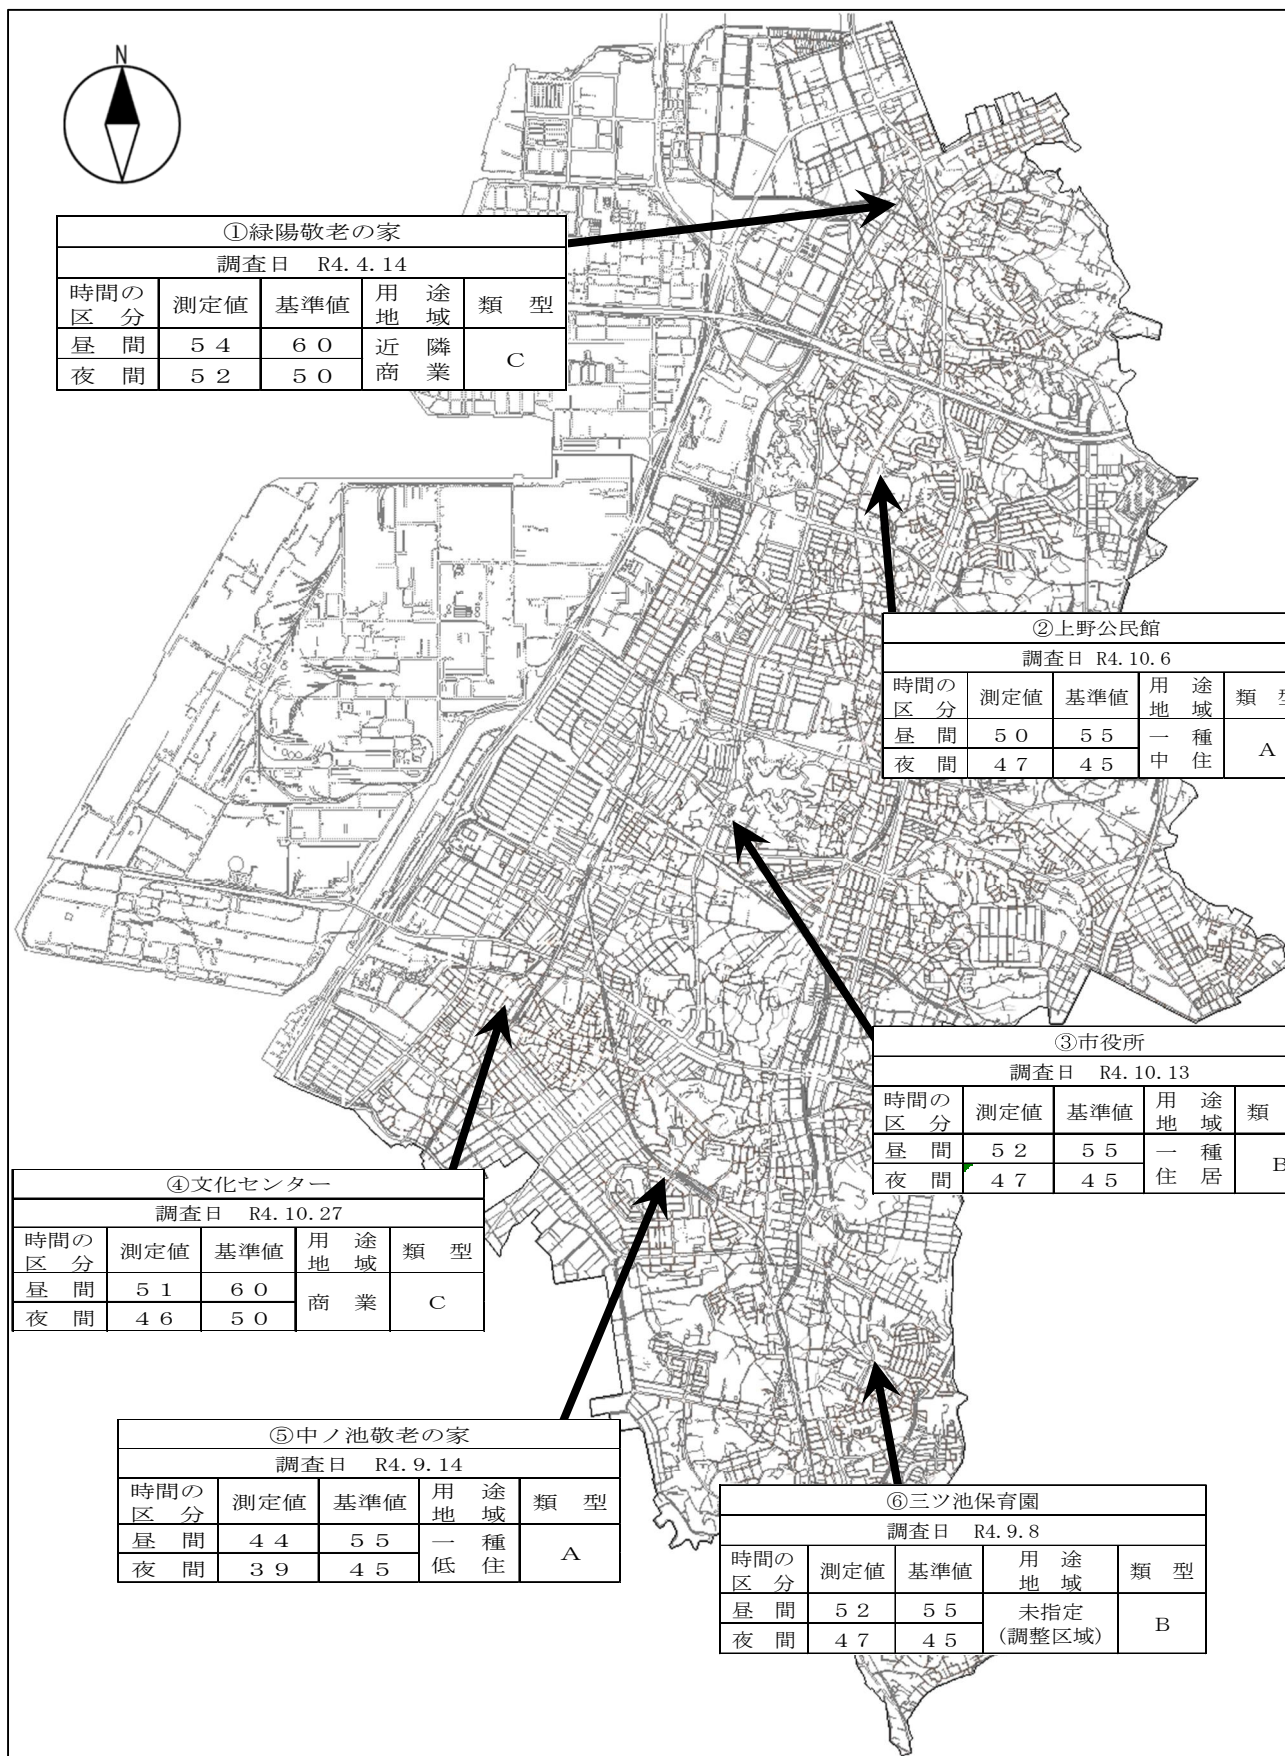 N
①緑陽敬老の家
調査日 R4.4.14
時間の区分 測定値 基準値 用途地域 類型
昼間 54 60 近隣商業 C
夜間 52 50
②上野公民館
調査日 R4.10.6
時間の区分 測定値 基準値 用途地域 類型
昼間 50 55 一種中住 A
夜間 47 45
③市役所
調査日 R4.10.13
時間の区分 測定値 基準値 用途地域 類
昼間 52 55 一種住居 B
夜間 47 45
④文化センター
調査日 R4.10.27
時間の区分 測定値 基準値 用途地域 類型
昼間 51 60 商業 C
夜間 46 50
⑤中ノ池敬老の家
調査日 R4.9.14
時間の区分 測定値 基準値 用途地域 類型
昼間 44 55 一種低住 A
夜間 39 45
⑥三ツ池保育園
調査日 R4.9.8
時間の区分 測定値 基準値 用途地域 類型
昼間 52 55 未指定(調整区域) B
夜間 47 45